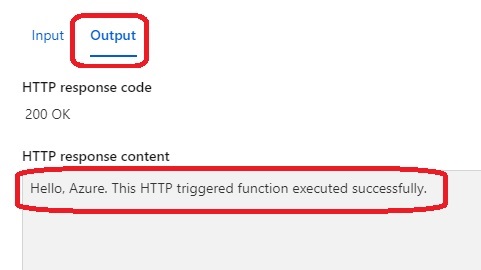 Input Output
HTTP response code
200 OK
HTTP response content
Hello, Azure. This HTTP triggered function executed successfully.